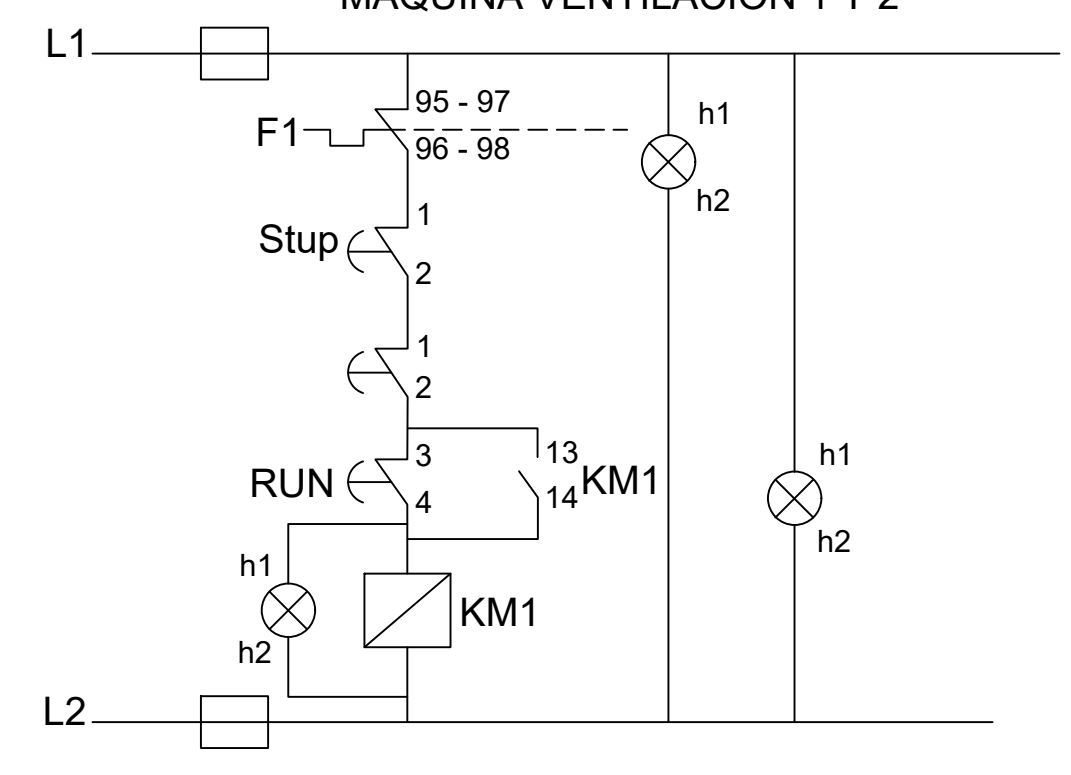 MAQUINA VENTILACION 1 Y 2
L1
95 - 97
F1
96 - 98
h1
h2
1
Stup
2
1
2
3
13
RUN
KM1
4
14
h1
h2
h1
KM1
h2
L2